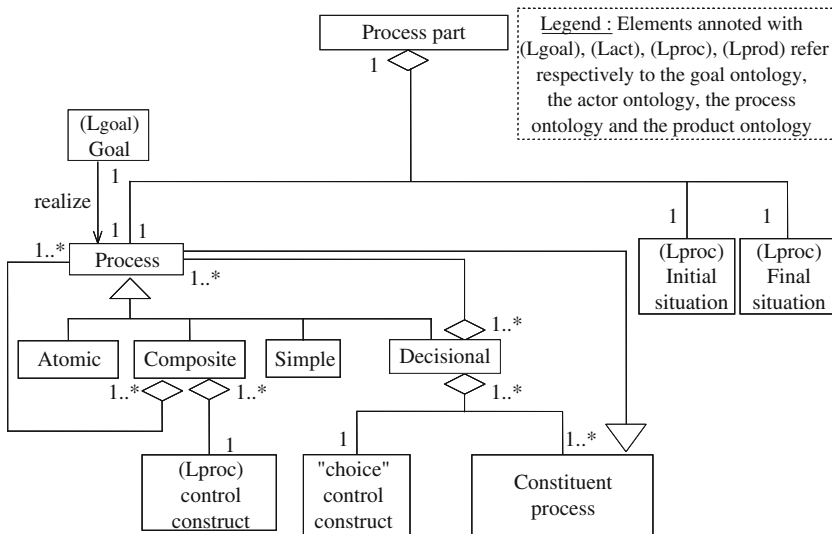 Process part
1
Legend : Elements annoted with
(Lgoal), (Lact), (Lproc), (Lprod) refer
respectively to the goal ontology,
the actor ontology, the process
ontology and the product ontology
(Lgoal)
Goal
1
realize
1
1
1..*
Process
1..*
1
(Lproc)
Initial
situation
1
(Lproc)
Final
situation
1..*
Atomic
Composite
Simple
Decisional
1..*
1..*
1..*
1
(Lproc)
control
construct
1
"choice"
control
construct
1..*
Constituent
process